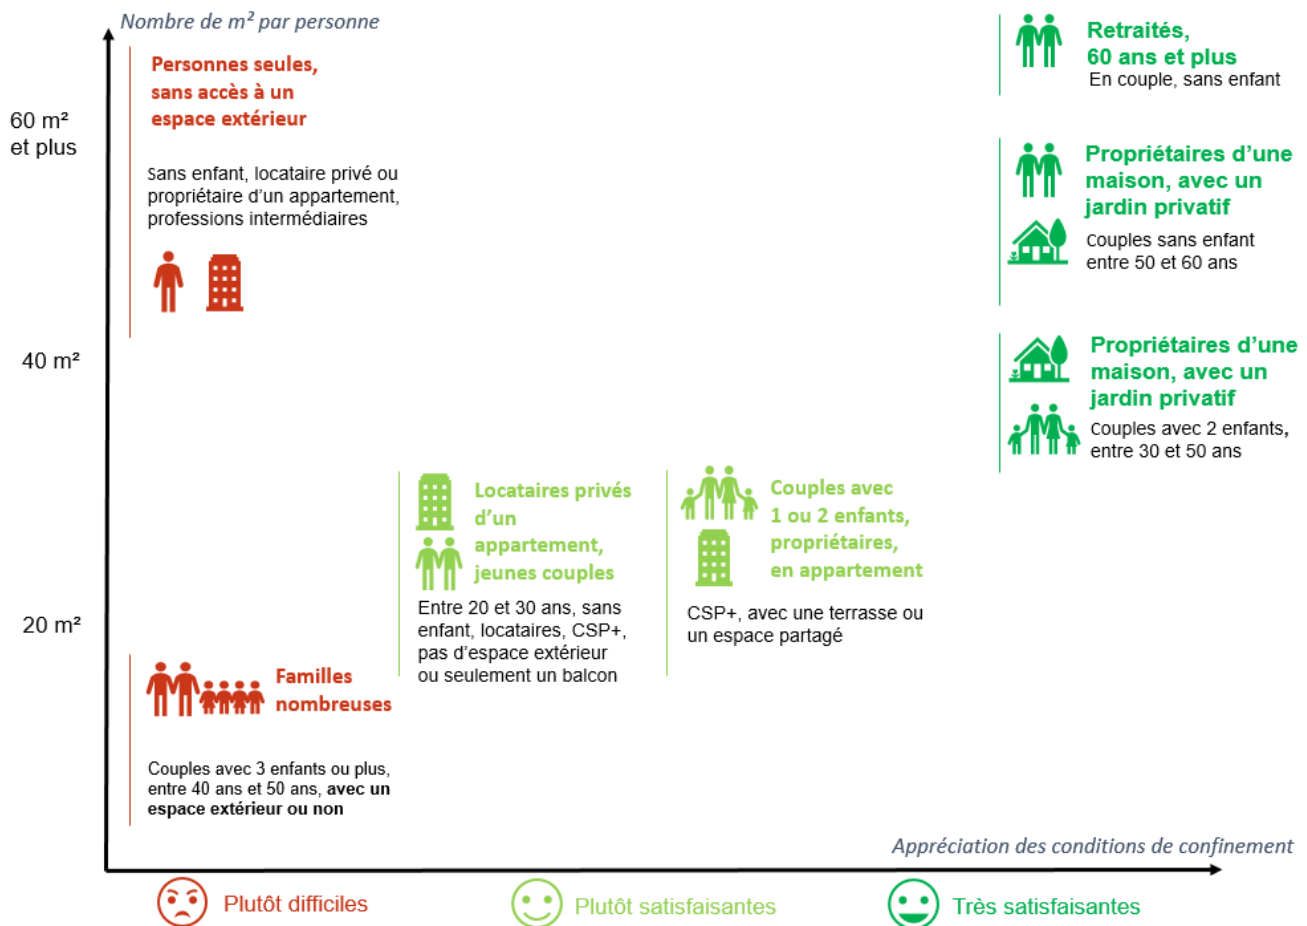 Nombre de m² par personne
60 m²
et plus
40 m²
20 m²
Personnes seules,
sans accès à un
espace extérieur
Sans enfant, locataire privé ou
propriétaire d'un appartement,
professions intermédiaires
Retraités,
60 ans et plus
En couple, sans enfant
Propriétaires d'une
maison, avec un
jardin privatif
Couples sans enfant
entre 50 et 60 ans
Propriétaires d'une
maison, avec un
jardin privatif
Couples avec 2 enfants,
entre 30 et 50 ans
Locataires privés
d'un
appartement,
jeunes couples
Entre 20 et 30 ans, sans
enfant, locataires, CSP+,
pas d'espace extérieur
ou seulement un balcon
Couples avec
1 ou 2 enfants,
propriétaires,
en appartement
CSP+, avec une terrasse ou
un espace partagé
Familles
nombreuses
Couples avec 3 enfants ou plus,
entre 40 ans et 50 ans, avec un
espace extérieur ou non
Appréciation des conditions de confinement
Plutôt difficiles
Plutôt satisfaisantes
Très satisfaisantes